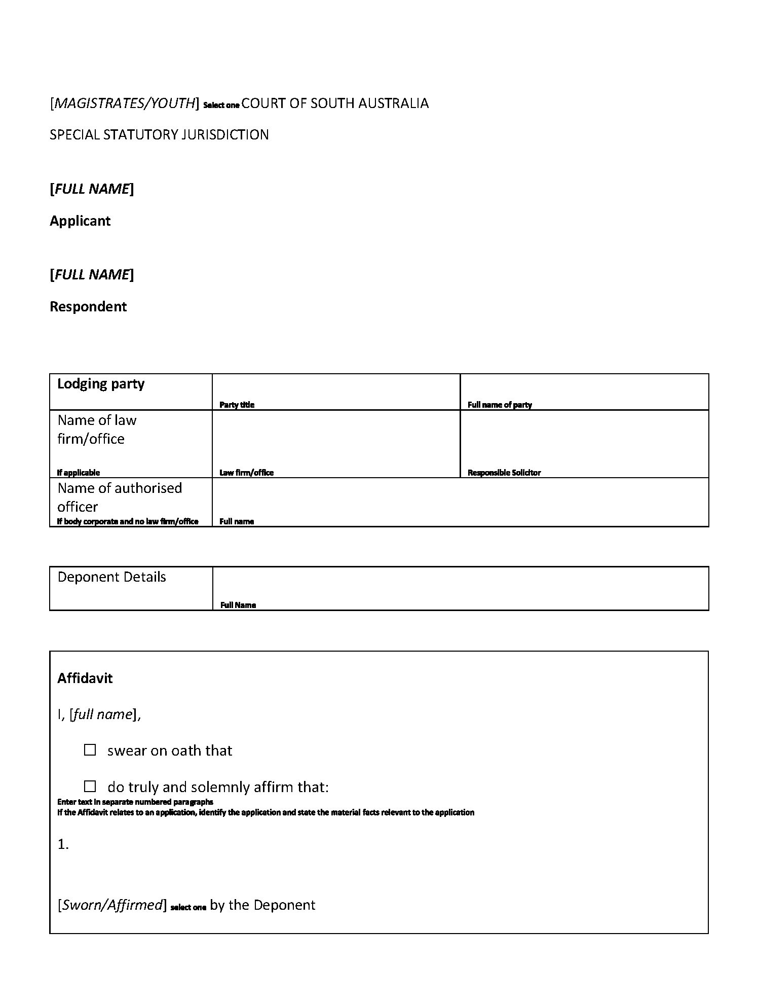 [MAGISTRATES/YOUTH] Select one COURT OF SOUTH AUSTRALIA
SPECIAL STATUTORY JURISDICTION
[FULL NAME]
Applicant
[FULL NAME]
Respondent
Lodging party
Party title
Full name of party
Name of law
firm/office
If applicable
Law firm/office
Responsible Solicitor
Name of authorised
officer
If body corporate and no law firm/office
Full name
Deponent Details
Full Name
Affidavit
I, [full name],
☐ swear on oath that
☐ do truly and solemnly affirm that:
Enter text in separate numbered paragraphs
If the Affidavit relates to an application, identify the application and state the material facts relevant to the application
1.
[Sworn/Affirmed] select one by the Deponent